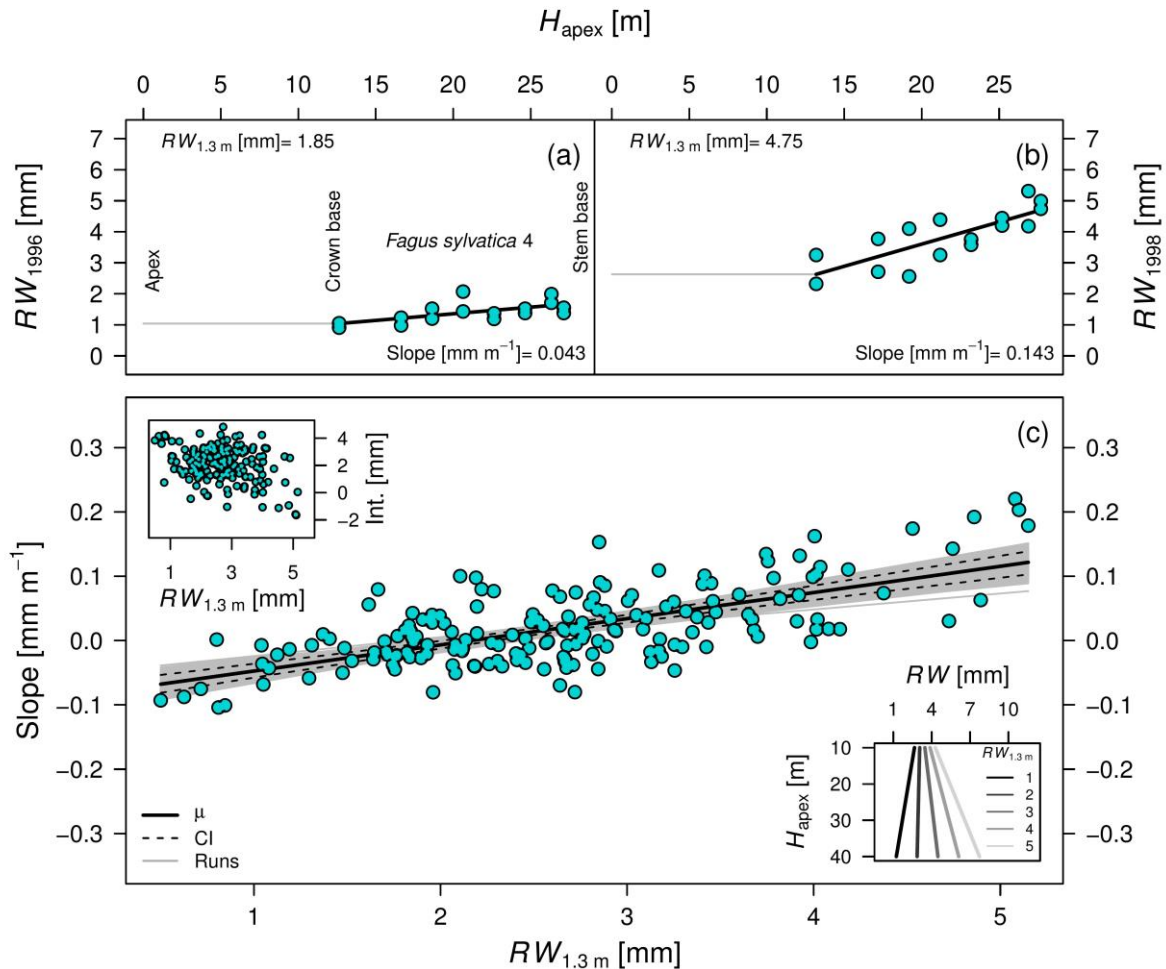 H_apex [m]
0 5 10 15 20 25 0 5 10 15 20 25
RW_1996 [mm]
7
6
5
4
3
2
1
0
RW_1.3 m [mm]= 1.85
(a)
Apex
Crown base
Fagus sylvatica 4
Stem base
Slope [mm m⁻¹]= 0.043
RW_1.3 m [mm]= 4.75
(b)
Slope [mm m⁻¹]= 0.143
7
6
5
4
3
2
1
0
RW_1998 [mm]
(c)
Slope [mm m⁻¹]
0.3
0.2
0.1
0.0
−0.1
−0.2
−0.3
4
2
0
−2
Int. [mm]
1 3 5
RW_1.3 m [mm]
μ
CI
Runs
RW [mm]
1 4 7 10
H_apex [m]
10
20
30
40
RW_1.3 m
1
2
3
4
5
0.3
0.2
0.1
0.0
−0.1
−0.2
−0.3
1 2 3 4 5
RW_1.3 m [mm]